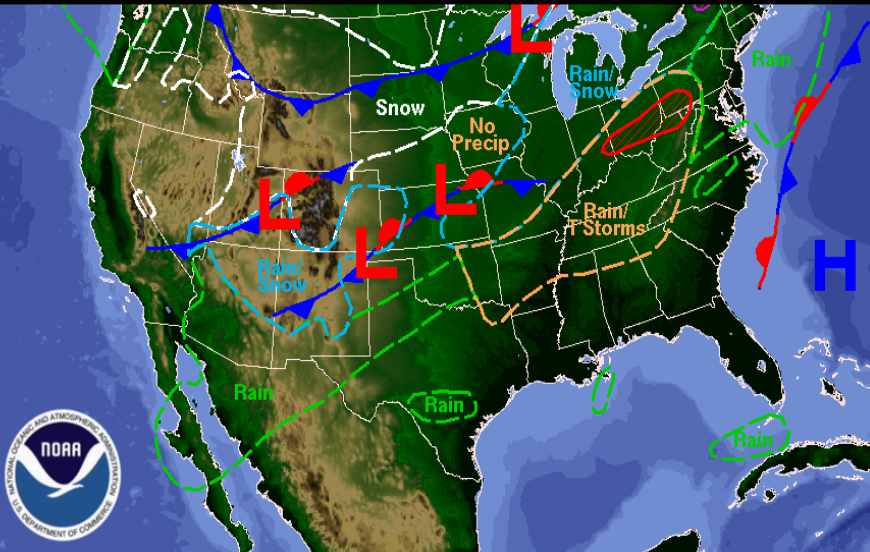 L
Rain/
Snow
Rain
Snow
No
Precip
L
L
L
H
Rain/
T'Storms
Rain/
Snow
Rain
Rain
Rain
NATIONAL OCEANIC AND ATMOSPHERIC ADMINISTRATION
NOAA
U.S. DEPARTMENT OF COMMERCE